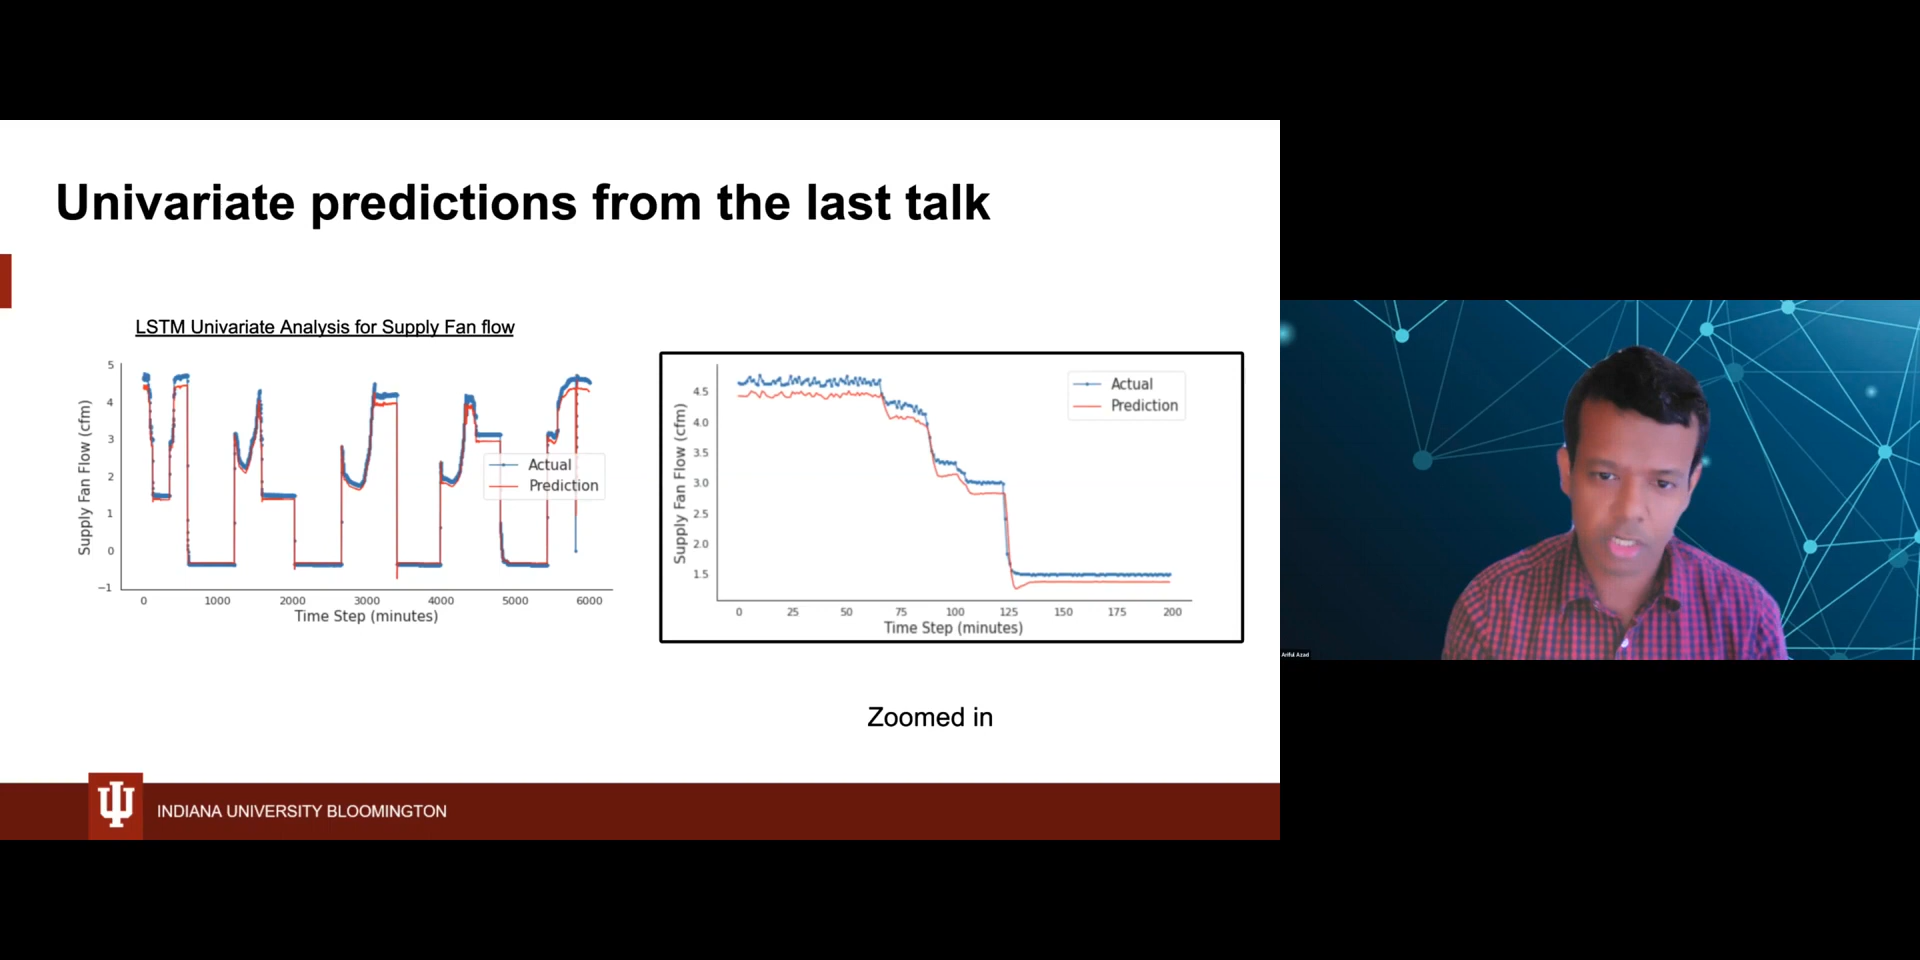 Univariate predictions from the last talk
LSTM Univariate Analysis for Supply Fan flow
5
4
3
2
1
0
−1
Supply Fan Flow (cfm)
Actual
Prediction
0 1000 2000 3000 4000 5000 6000
Time Step (minutes)
4.5
4.0
3.5
3.0
2.5
2.0
1.5
Supply Fan Flow (cfm)
Actual
Prediction
0 25 50 75 100 125 150 175 200
Time Step (minutes)
Zoomed in
INDIANA UNIVERSITY BLOOMINGTON
Ariful Azad